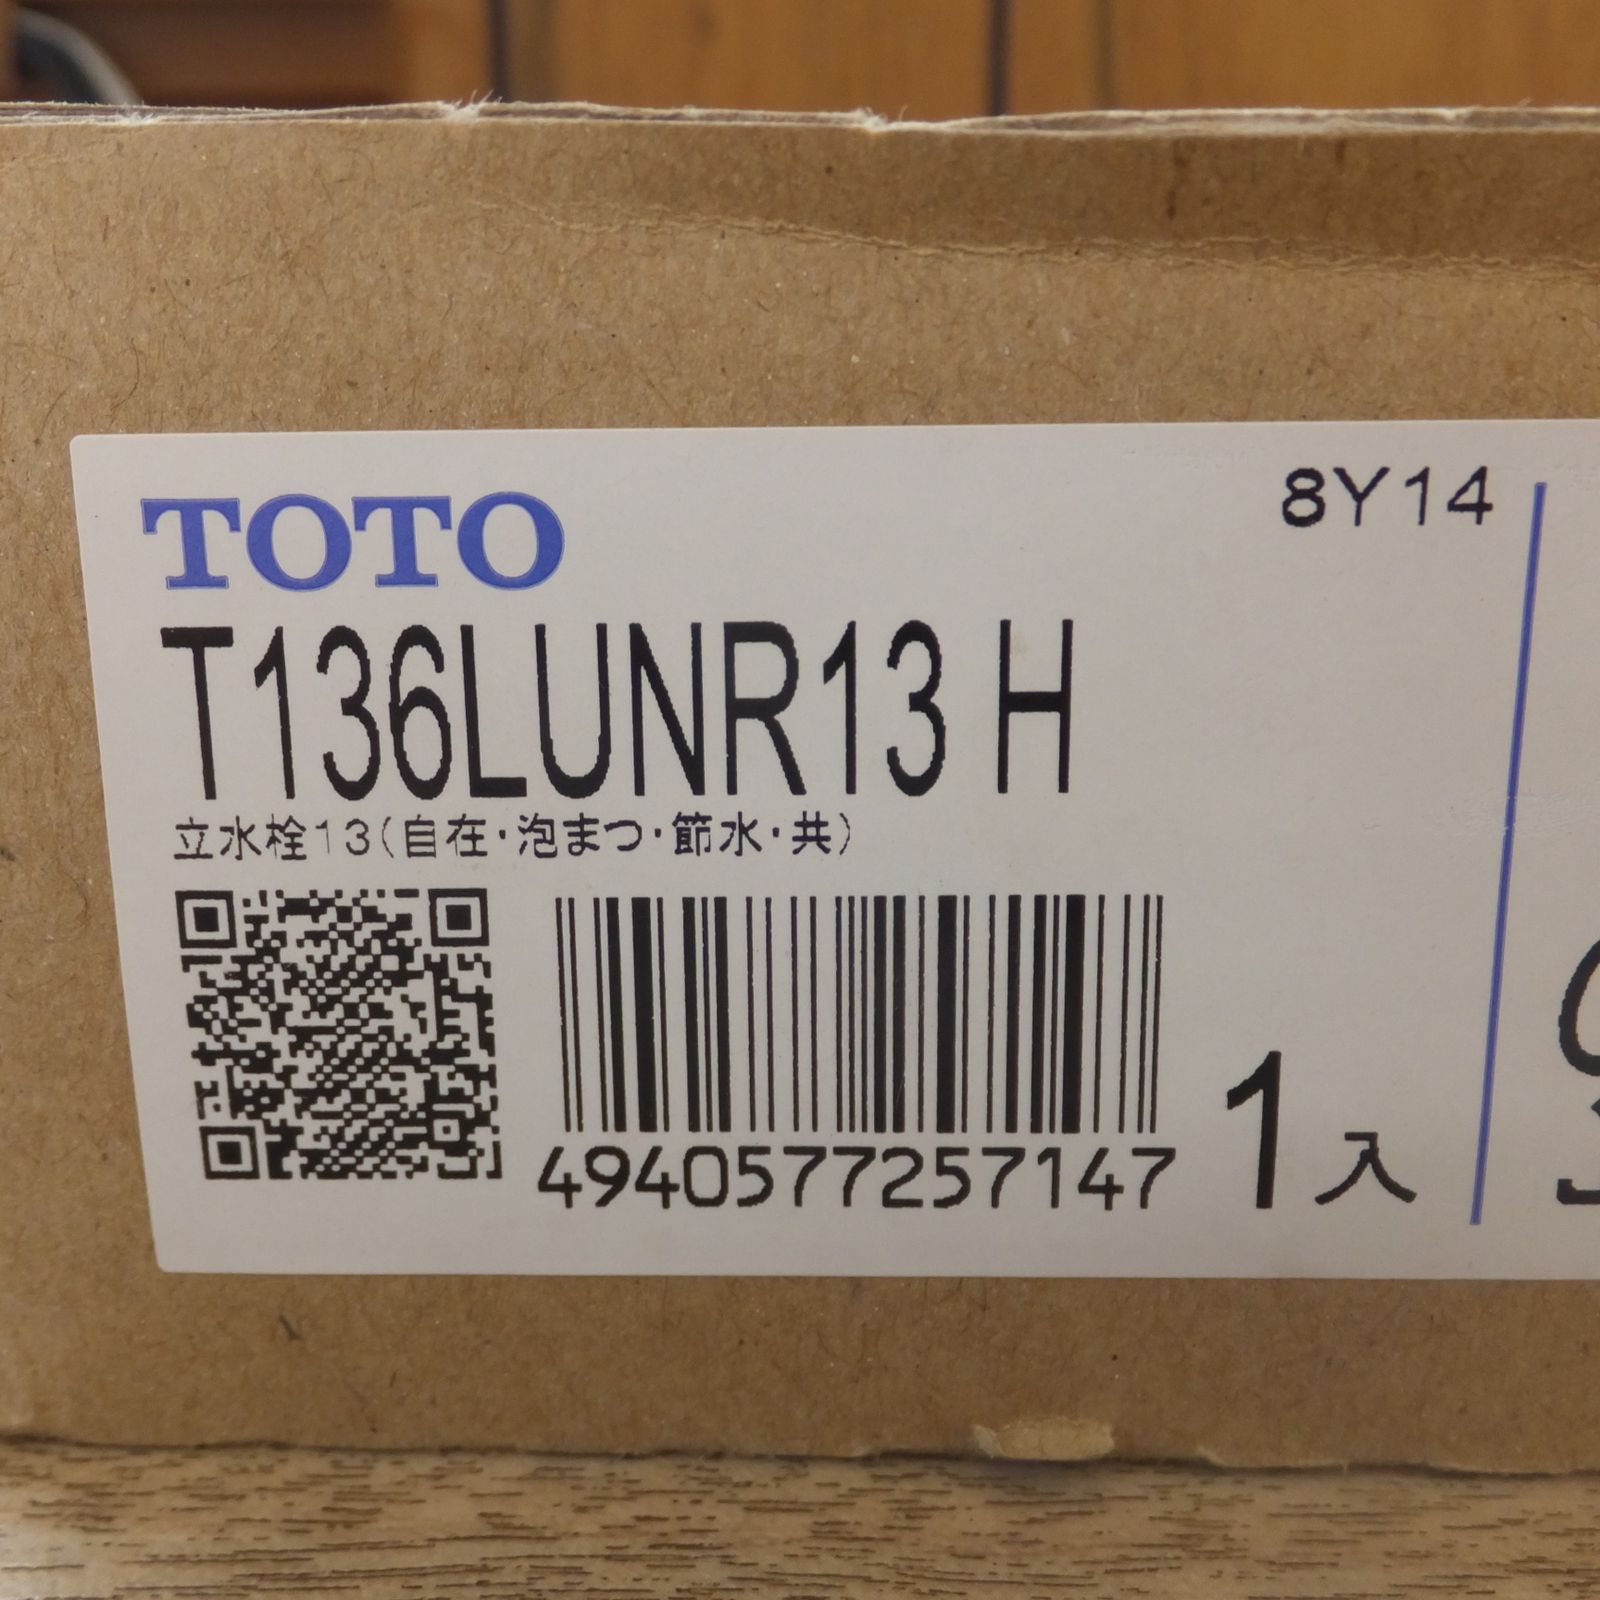 TOTO
8Y14
T136LUNR13 H
立水栓13(自在・泡まつ・節水・共)
4940577257147
1入